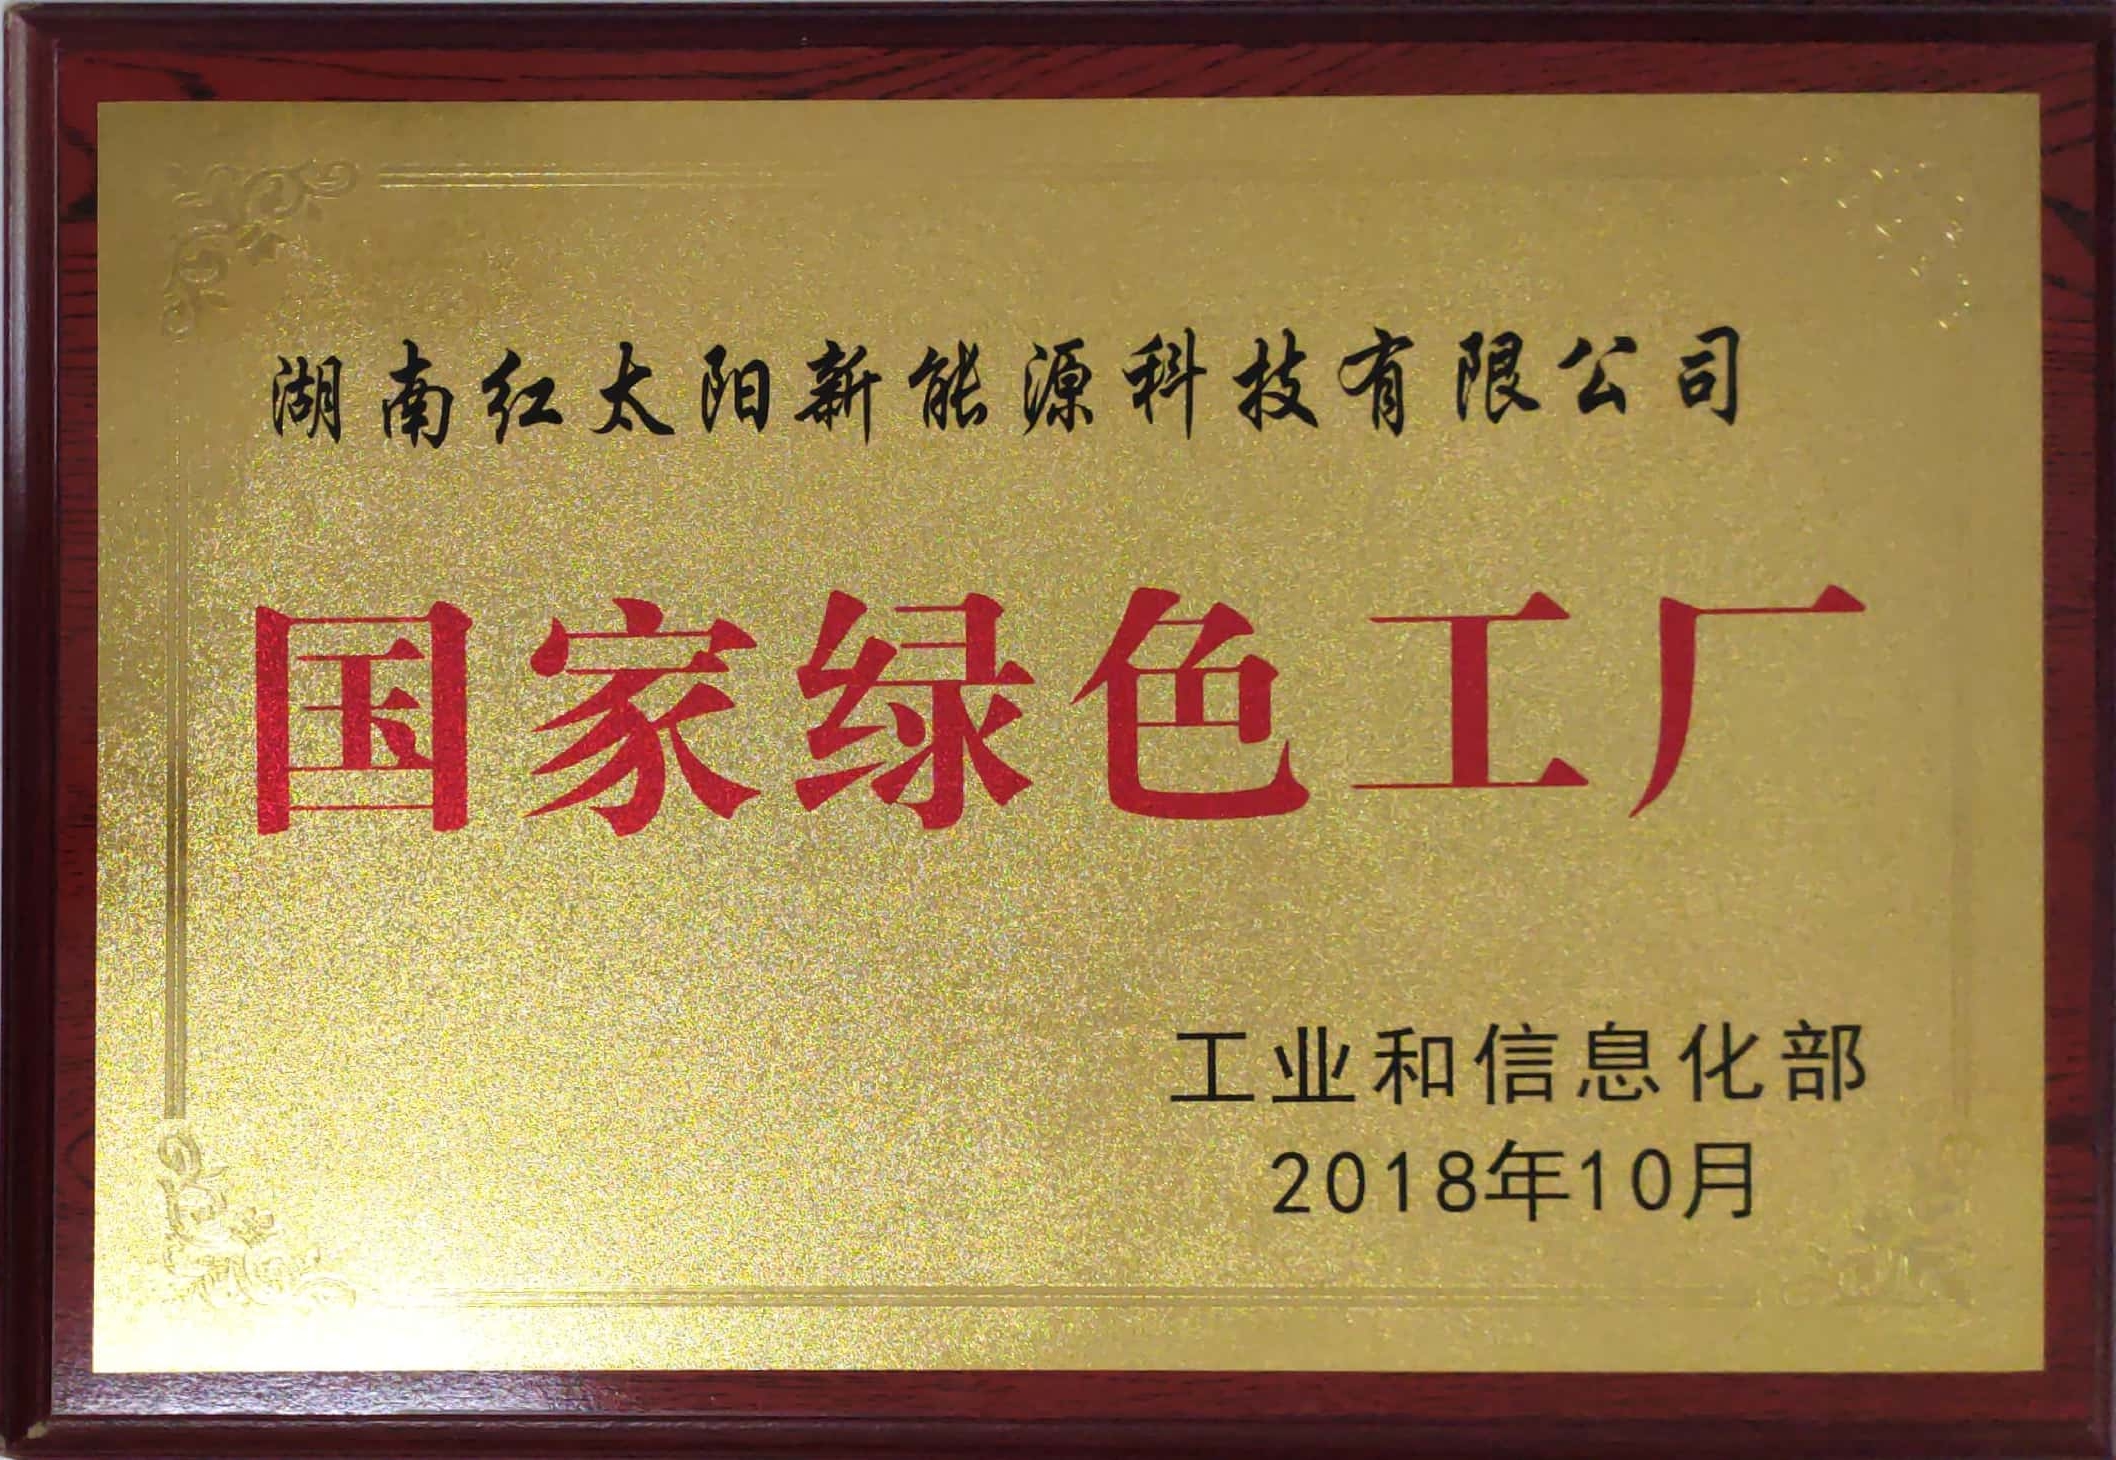 湖南红太阳新能源科技有限公司
国家绿色工厂
工业和信息化部
2018年10月